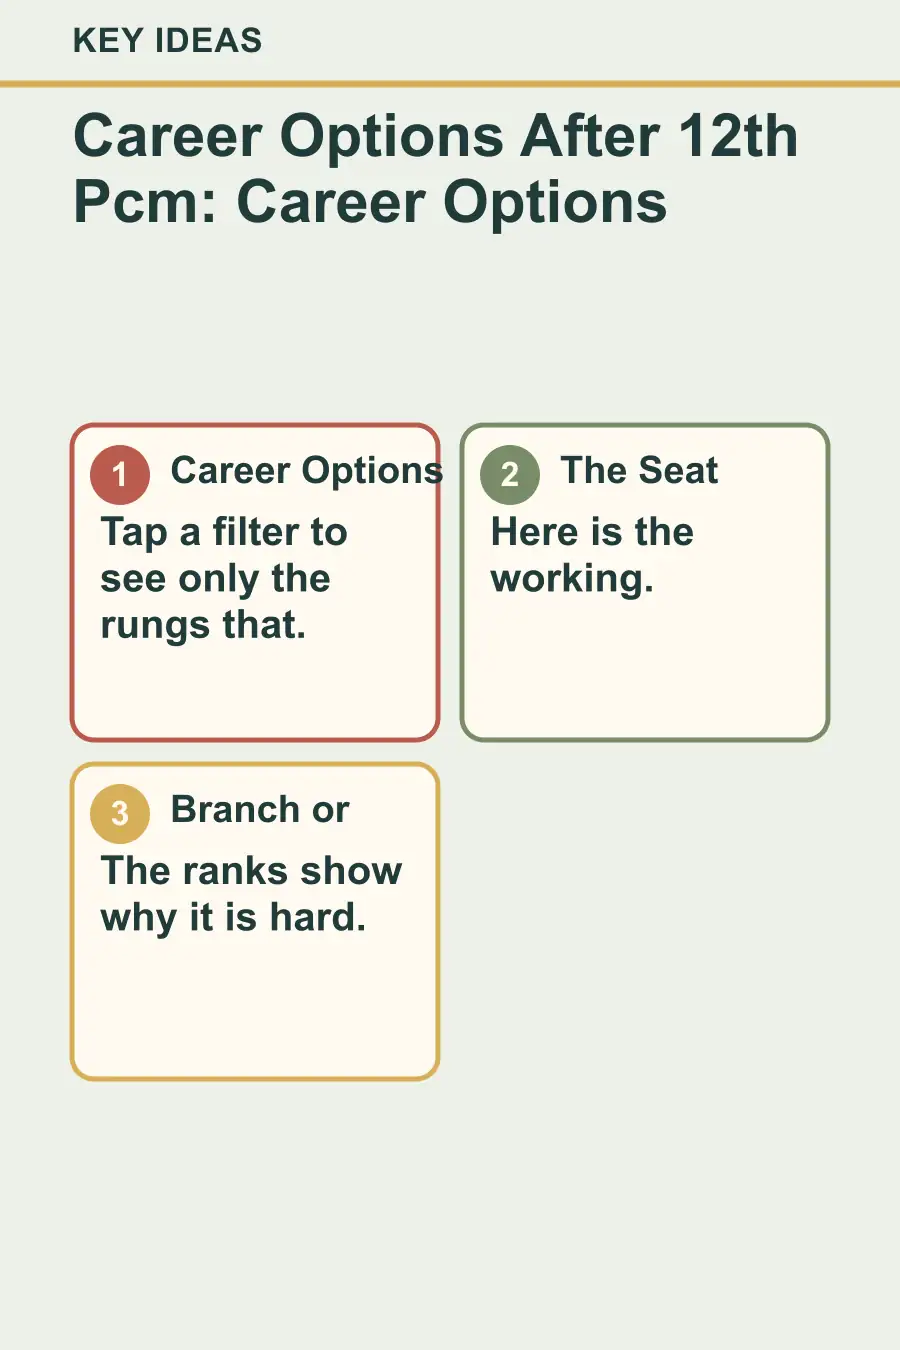 KEY IDEAS
Career Options After 12th
Pcm: Career Options
1 Career Options
Tap a filter to
see only the
rungs that.
2 The Seat
Here is the
working.
3 Branch or
The ranks show
why it is hard.